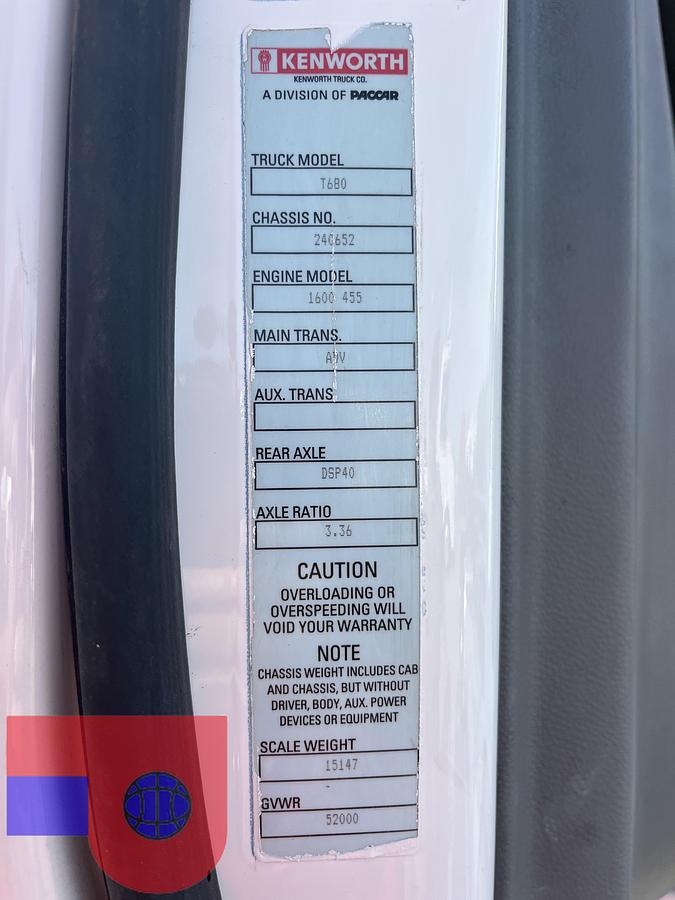 KENWORTH
KENWORTH TRUCK CO.
A DIVISION OF PACCAR
TRUCK MODEL
T680
CHASSIS NO.
240652
ENGINE MODEL
1600 455
MAIN TRANS.
AUX. TRANS
REAR AXLE
DSP40
AXLE RATIO
3.36
CAUTION
OVERLOADING OR
OVERSPEEDING WILL
VOID YOUR WARRANTY
NOTE
CHASSIS WEIGHT INCLUDES CAB
AND CHASSIS, BUT WITHOUT
DRIVER, BODY, AUX. POWER
DEVICES OR EQUIPMENT
SCALE WEIGHT
15147
GVWR
52000